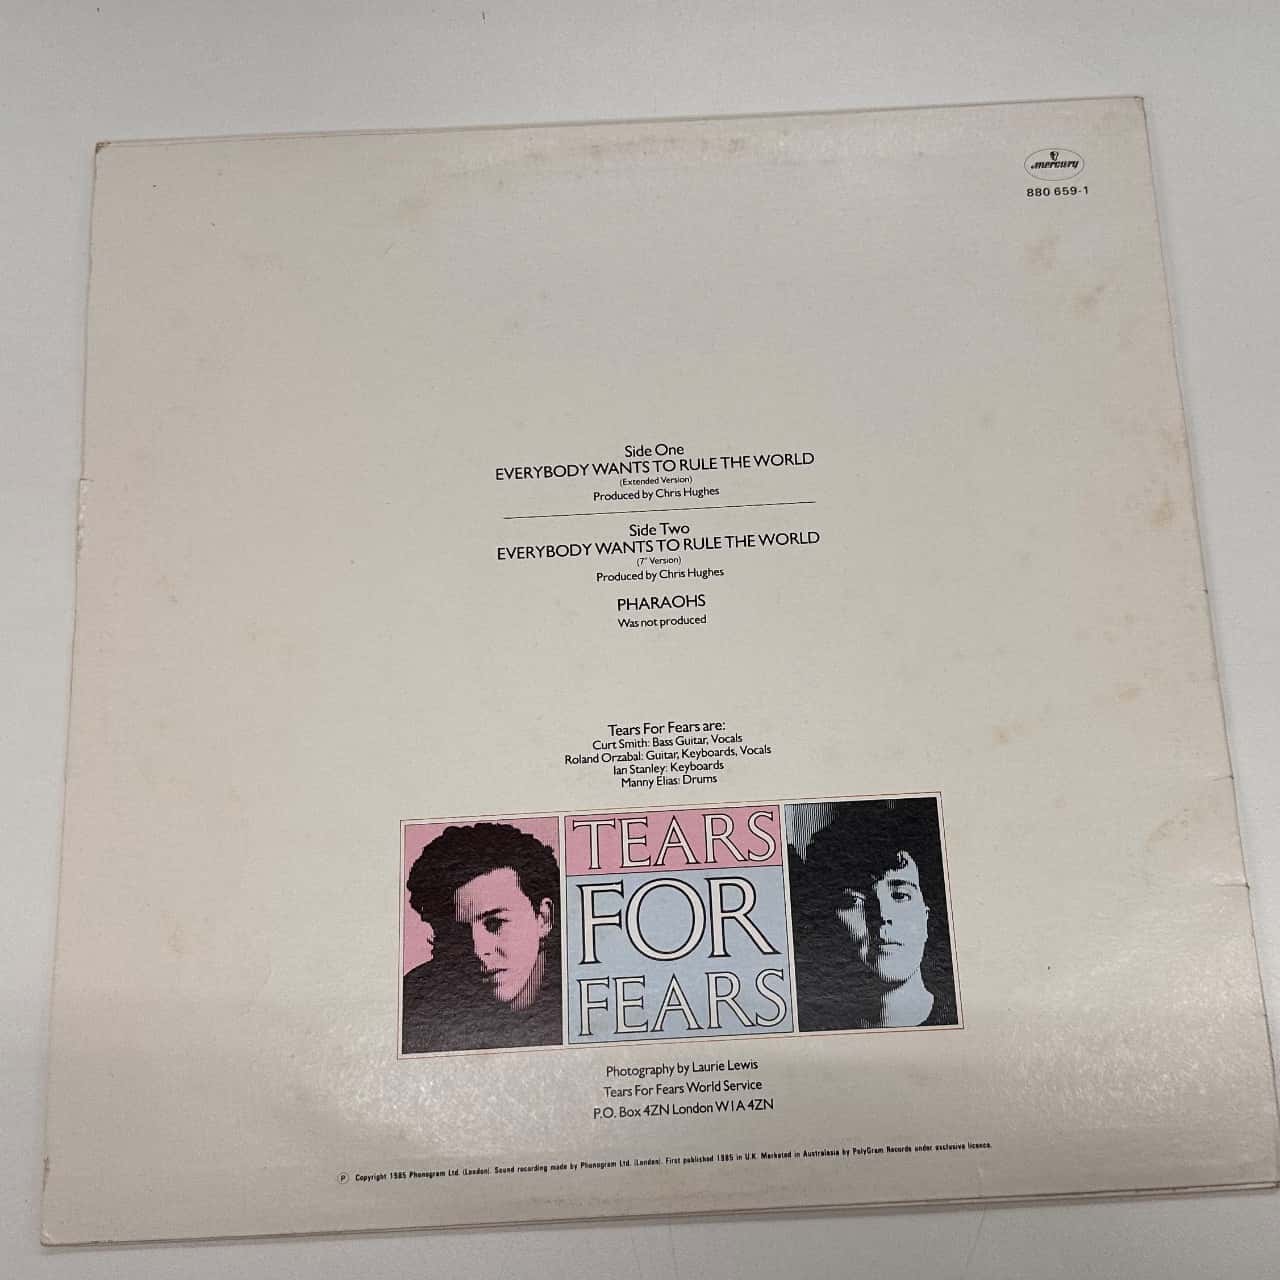 mercury
880 659-1
Side One
EVERYBODY WANTS TO RULE THE WORLD
(Extended Version)
Produced by Chris Hughes
Side Two
EVERYBODY WANTS TO RULE THE WORLD
(7" Version)
Produced by Chris Hughes
PHARAOHS
Was not produced
Tears For Fears are:
Curt Smith: Bass Guitar, Vocals
Roland Orzabal: Guitar, Keyboards, Vocals
Ian Stanley: Keyboards
Manny Elias: Drums
TEARS
FOR
FEARS
Photography by Laurie Lewis
Tears For Fears World Service
P.O. Box 4ZN London W1A 4ZN
Ⓟ Copyright 1985 Phonogram Ltd. (London). Sound recording made by Phonogram Ltd. (London). First published 1985 in U.K. Marketed in Australasia by PolyGram Records under exclusive licence.